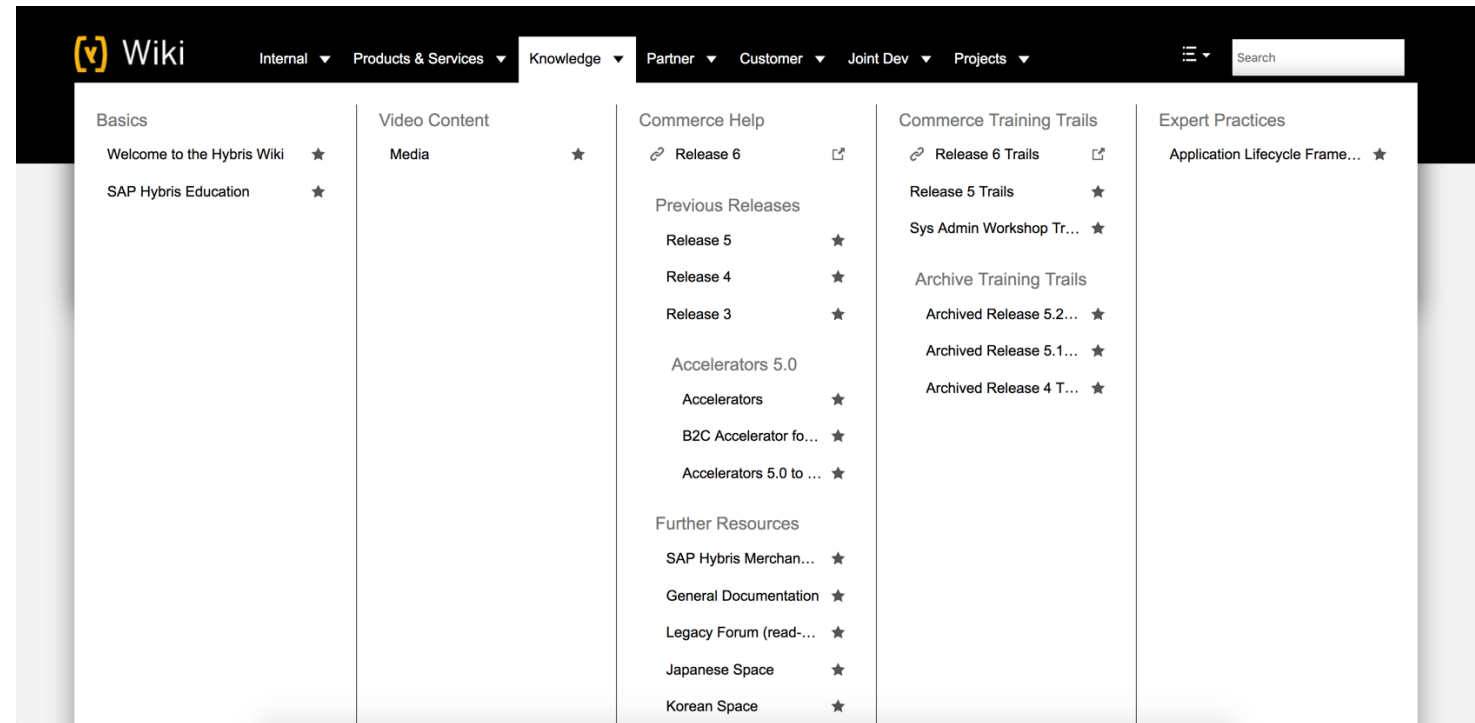 (y) Wiki
Internal Products & Services Knowledge Partner Customer Joint Dev Projects Search
Basics
Welcome to the Hybris Wiki
SAP Hybris Education
Video Content
Media
Commerce Help
Release 6
Previous Releases
Release 5
Release 4
Release 3
Accelerators 5.0
Accelerators
B2C Accelerator fo...
Accelerators 5.0 to ...
Further Resources
SAP Hybris Merchan...
General Documentation
Legacy Forum (read-...
Japanese Space
Korean Space
Commerce Training Trails
Release 6 Trails
Release 5 Trails
Sys Admin Workshop Tr...
Archive Training Trails
Archived Release 5.2...
Archived Release 5.1...
Archived Release 4 T...
Expert Practices
Application Lifecycle Frame...